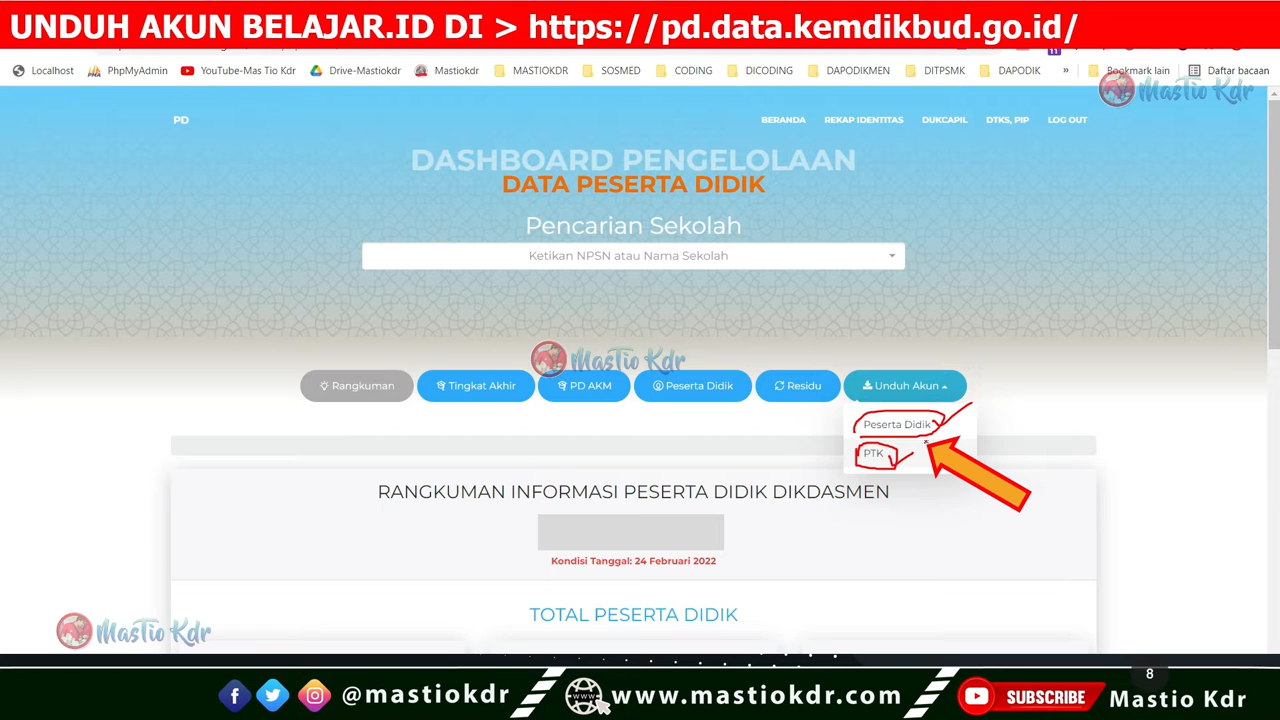 UNDUH AKUN BELAJAR.ID DI > https://pd.data.kemdikbud.go.id/
11
Localhost PhpMyAdmin YouTube-Mas Tio Kdr Drive-Mastiokdr Mastiokdr MASTIOKDR SOSMED CODING DICODING DAPODIKMEN DITPSMK DAPODIK » Bookmark lain Daftar bacaan
MasTio Kdr
PD BERANDA REKAP IDENTITAS DUKCAPIL DTKS, PIP LOG OUT
DASHBOARD PENGELOLAAN
DATA PESERTA DIDIK
Pencarian Sekolah
Ketikan NPSN atau Nama Sekolah
MasTio Kdr
Rangkuman Tingkat Akhir PD AKM Peserta Didik Residu Unduh Akun
Peserta Didik
PTK
RANGKUMAN INFORMASI PESERTA DIDIK DIKDASMEN
Kondisi Tanggal: 24 Februari 2022
TOTAL PESERTA DIDIK
MasTio Kdr
8
@mastiokdr www.mastiokdr.com SUBSCRIBE Mastio Kdr